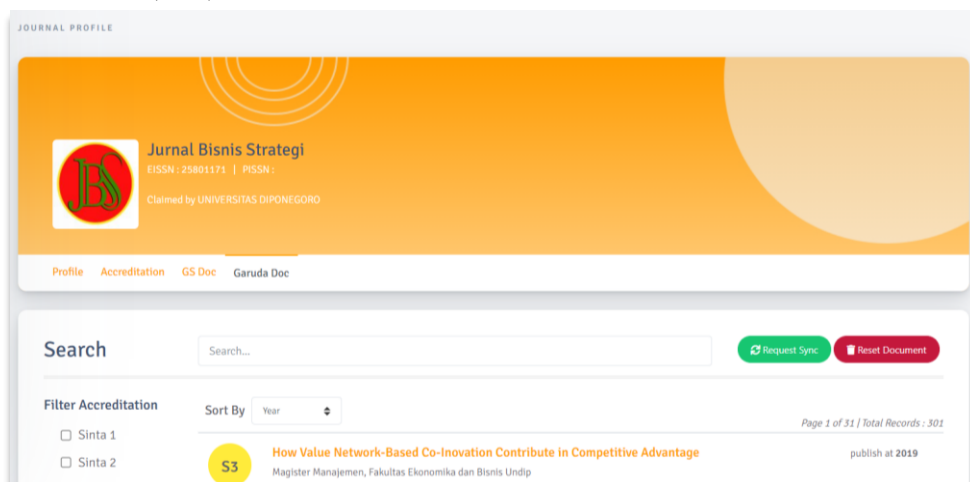 JOURNAL PROFILE
JBS
Jurnal Bisnis Strategi
EISSN : 25801171 | PISSN :
Claimed by UNIVERSITAS DIPONEGORO
Profile Accreditation GS Doc Garuda Doc
Search Search... Request Sync Reset Document
Filter Accreditation Sort By Year
Page 1 of 31 | Total Records : 301
Sinta 1
How Value Network-Based Co-Inovation Contribute in Competitive Advantage publish at 2019
Sinta 2 S3
Magister Manajemen, Fakultas Ekonomika dan Bisnis Undip